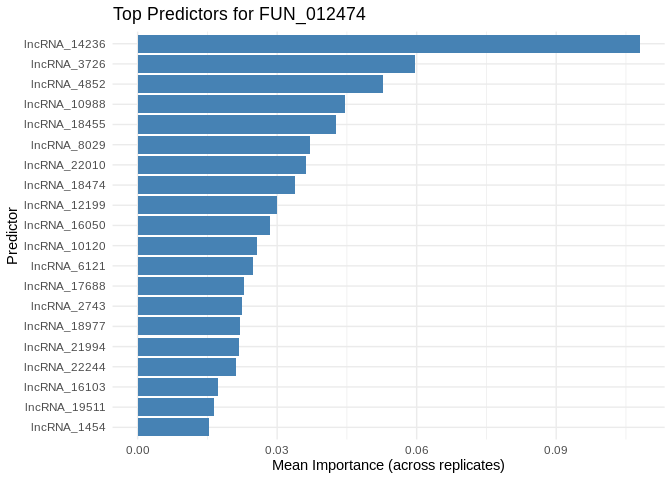 Top Predictors for FUN_012474
lncRNA_14236
lncRNA_3726
lncRNA_4852
lncRNA_10988
lncRNA_18455
lncRNA_8029
lncRNA_22010
lncRNA_18474
lncRNA_12199
lncRNA_16050
lncRNA_10120
lncRNA_6121
lncRNA_17688
lncRNA_2743
lncRNA_18977
lncRNA_21994
lncRNA_22244
lncRNA_16103
lncRNA_19511
lncRNA_1454
Predictor
0.00 0.03 0.06 0.09
Mean Importance (across replicates)